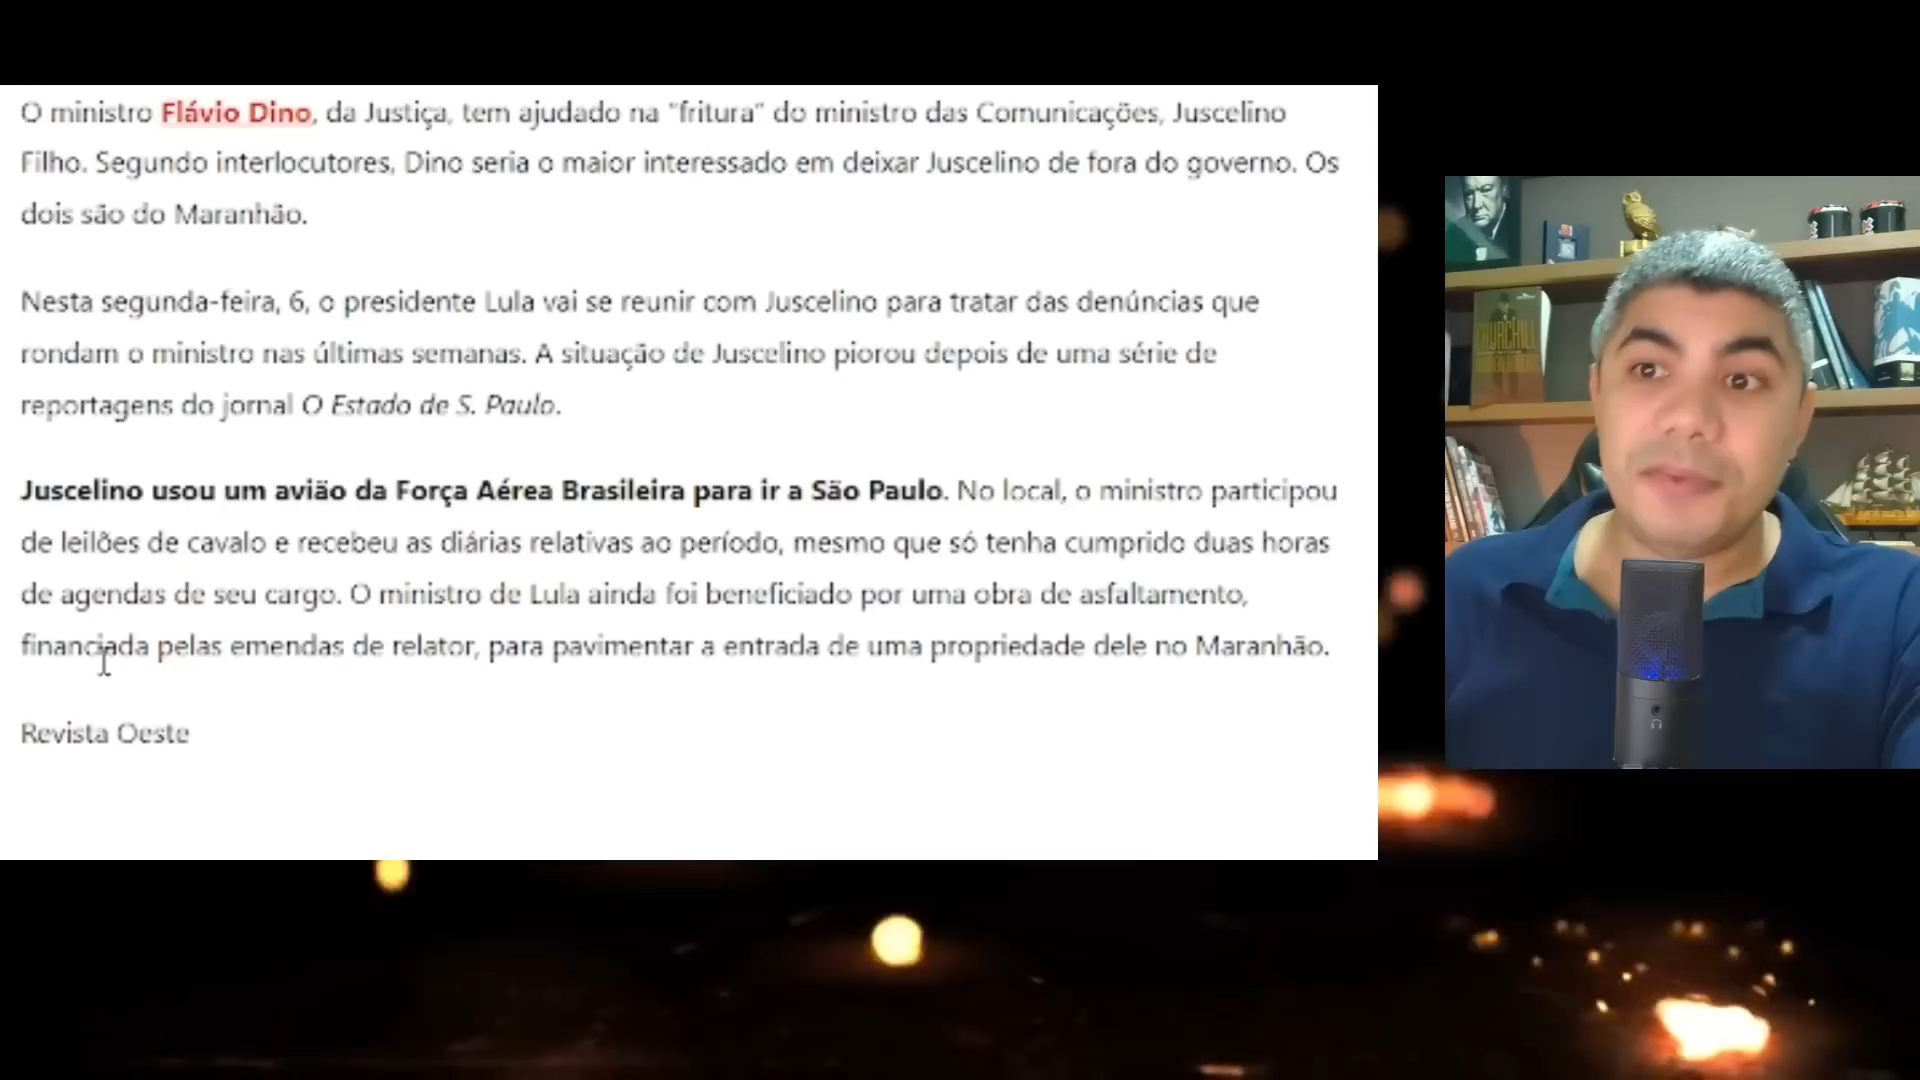 O ministro Flávio Dino, da Justiça, tem ajudado na "fritura" do ministro das Comunicações, Juscelino
Filho. Segundo interlocutores, Dino seria o maior interessado em deixar Juscelino de fora do governo. Os
dois são do Maranhão.
Nesta segunda-feira, 6, o presidente Lula vai se reunir com Juscelino para tratar das denúncias que
rondam o ministro nas últimas semanas. A situação de Juscelino piorou depois de uma série de
reportagens do jornal O Estado de S. Paulo.
Juscelino usou um avião da Força Aérea Brasileira para ir a São Paulo. No local, o ministro participou
de leilões de cavalo e recebeu as diárias relativas ao período, mesmo que só tenha cumprido duas horas
de agendas de seu cargo. O ministro de Lula ainda foi beneficiado por uma obra de asfaltamento,
financiada pelas emendas de relator, para pavimentar a entrada de uma propriedade dele no Maranhão.
Revista Oeste
CHURCHILL